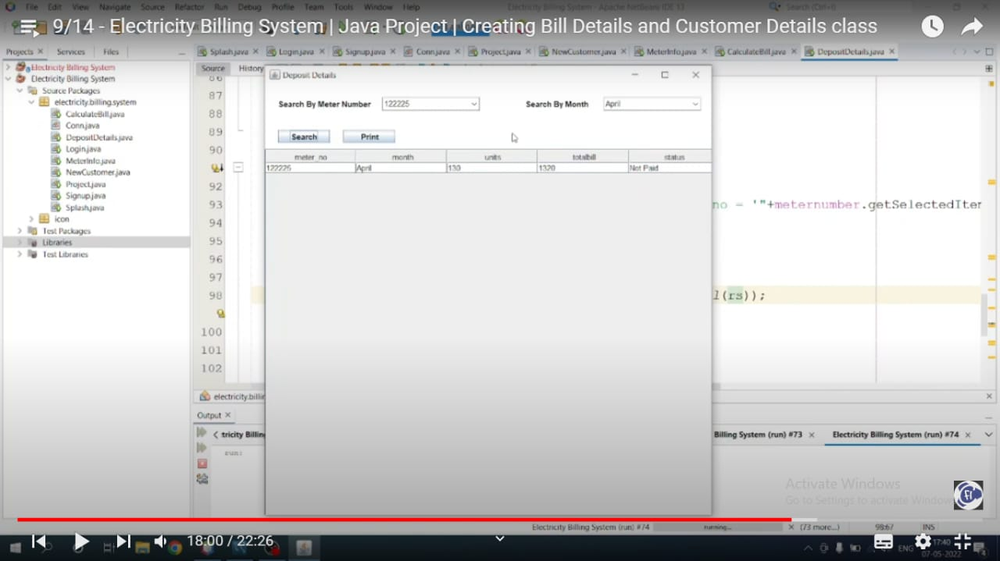 File Edit View Navigate Source Refactor Run Debug Profile Team Tools Window Help Electricity Billing System - Apache NetBeans IDE 13 Search (Ctrl+I)
9/14 - Electricity Billing System | Java Project | Creating Bill Details and Customer Details class
Projects Services Files Splash.java Login.java Signup.java Conn.java Project.java NewCustomer.java MeterInfo.java CalculateBill.java DepositDetails.java
Electricity Billing System
Electricity Billing System
Source Packages
electricity.billing.system
CalculateBill.java
Conn.java
DepositDetails.java
Login.java
MeterInfo.java
NewCustomer.java
Project.java
Signup.java
Splash.java
icon
Test Packages
Libraries
Test Libraries
Source History
86
87
88
89
90
92
93
94
95
96
97
98
100
101
102
Deposit Details
Search By Meter Number 122225 Search By Month April
Search Print
meter_no month units totalbill status
122225 April 130 1320 Not Paid
no = '"+meternumber.getSelectedIter
l(rs));
electricity.billin
Output
tricity Billin Billing System (run) #73 Electricity Billing System (run) #74
run:
Activate Windows
Go to Settings to activate Windows
Electricity Billing System (run) #74 running... (73 more...) 98:67 INS
18:00 / 22:26
ENG 17:40
07-05-2022